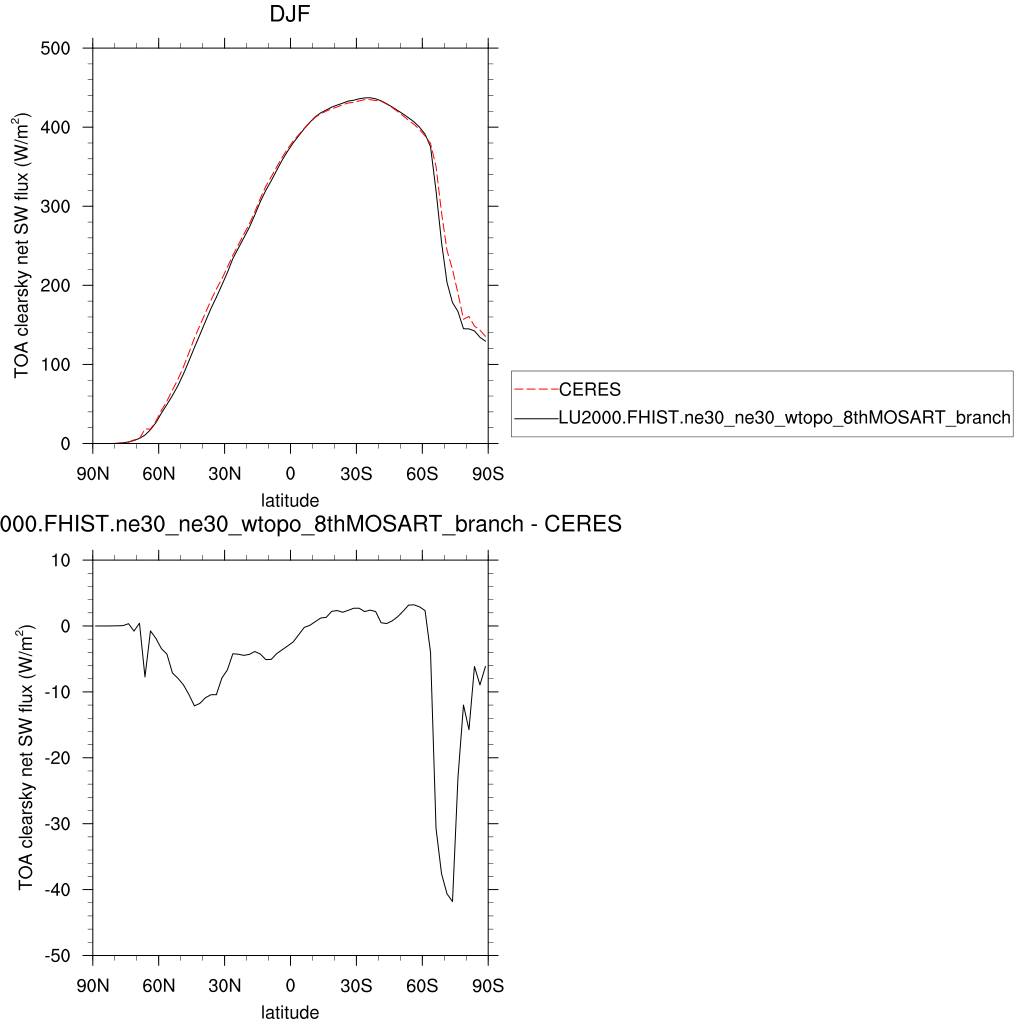 DJF
500
400
300
200
100
0
TOA clearsky net SW flux (W/m²)
90N 60N 30N 0 30S 60S 90S
latitude
CERES
LU2000.FHIST.ne30_ne30_wtopo_8thMOSART_branch
000.FHIST.ne30_ne30_wtopo_8thMOSART_branch - CERES
10
0
-10
-20
-30
-40
-50
TOA clearsky net SW flux (W/m²)
90N 60N 30N 0 30S 60S 90S
latitude